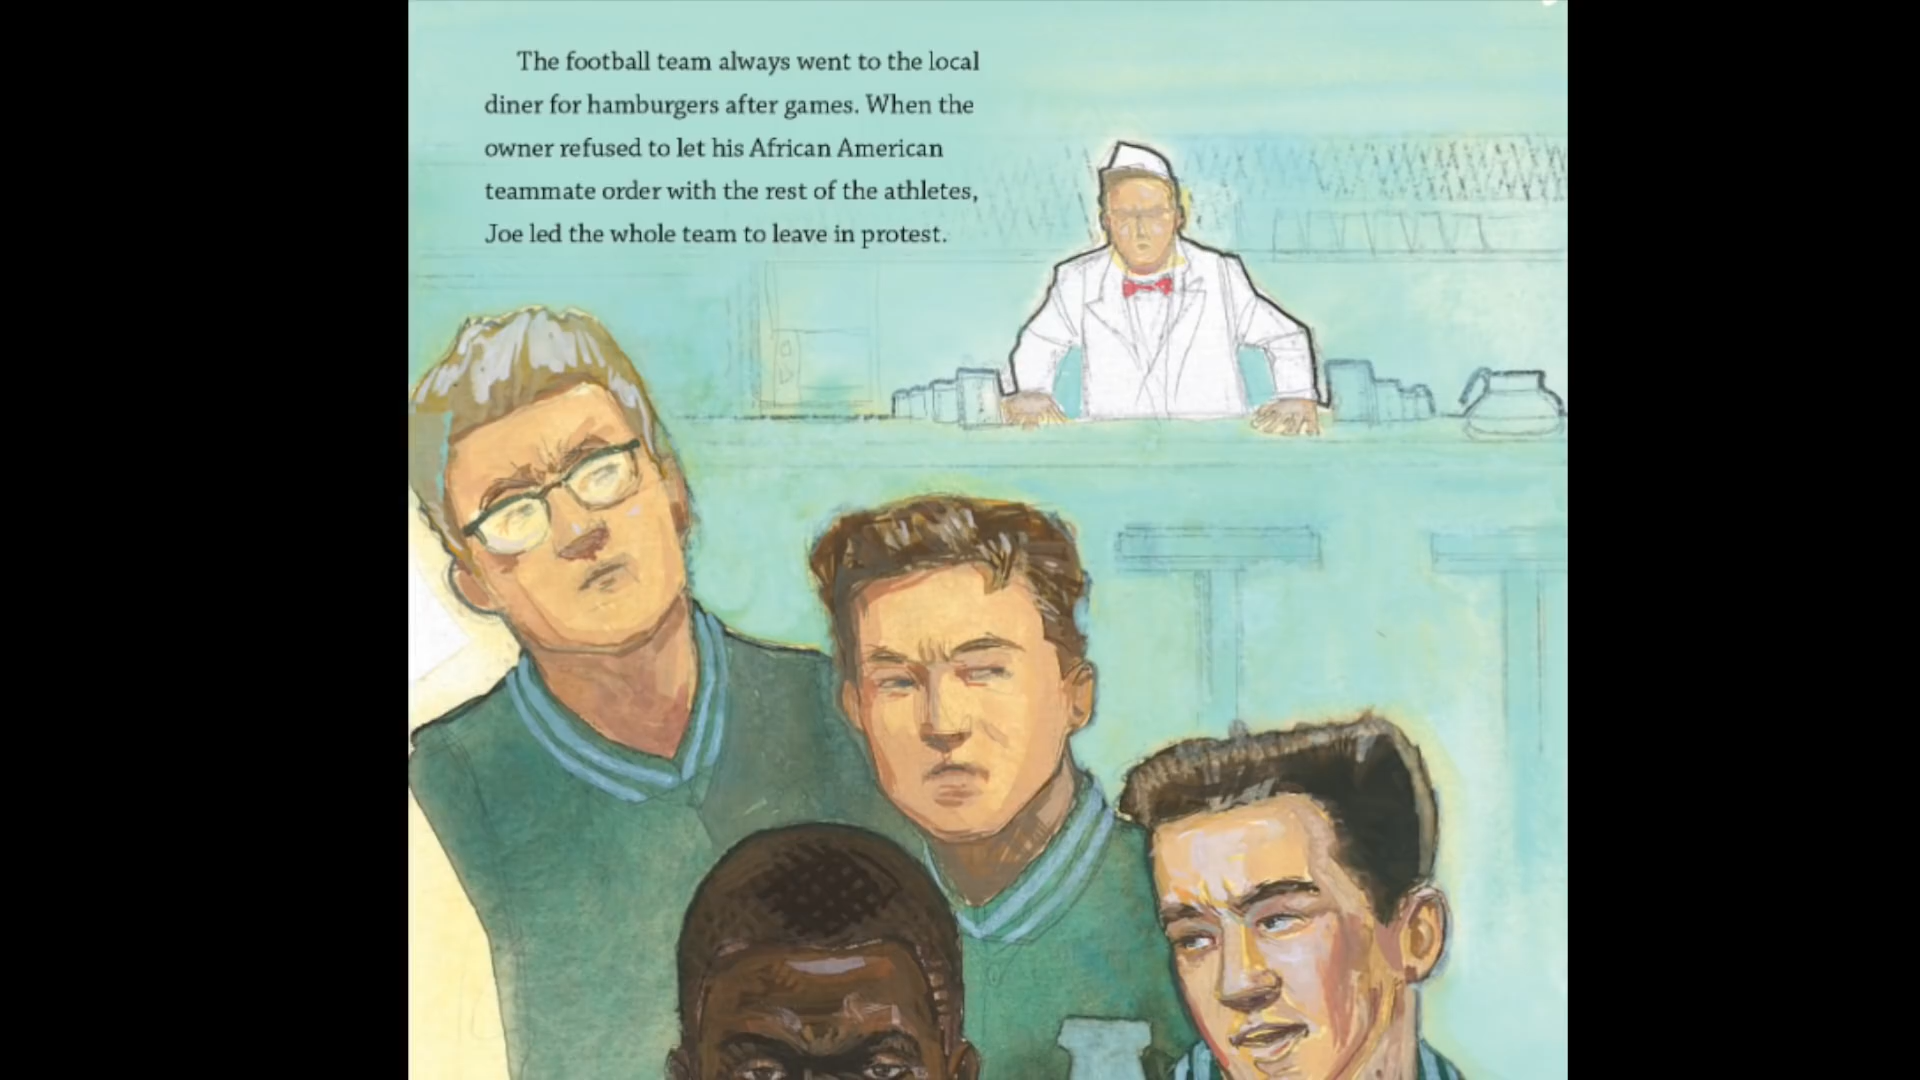 The football team always went to the local
diner for hamburgers after games. When the
owner refused to let his African American
teammate order with the rest of the athletes,
Joe led the whole team to leave in protest.